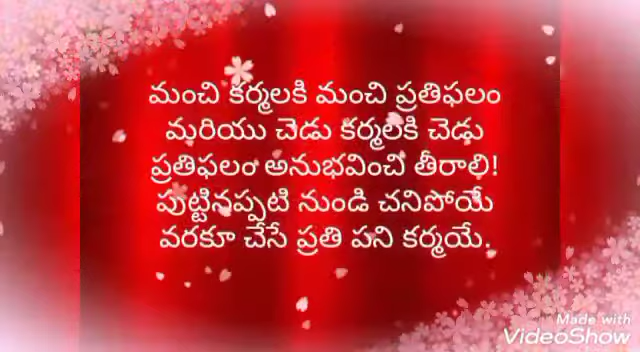 మంచి కర్మలకి మంచి ప్రతిఫలం
మరియు చెడు కర్మలకి చెడు
ప్రతిఫలం అనుభవించి తీరాలి!
పుట్టినప్పటి నుండి చనిపోయే
వరకూ చేసే ప్రతి పని కర్మయే.
Made with
VideoShow